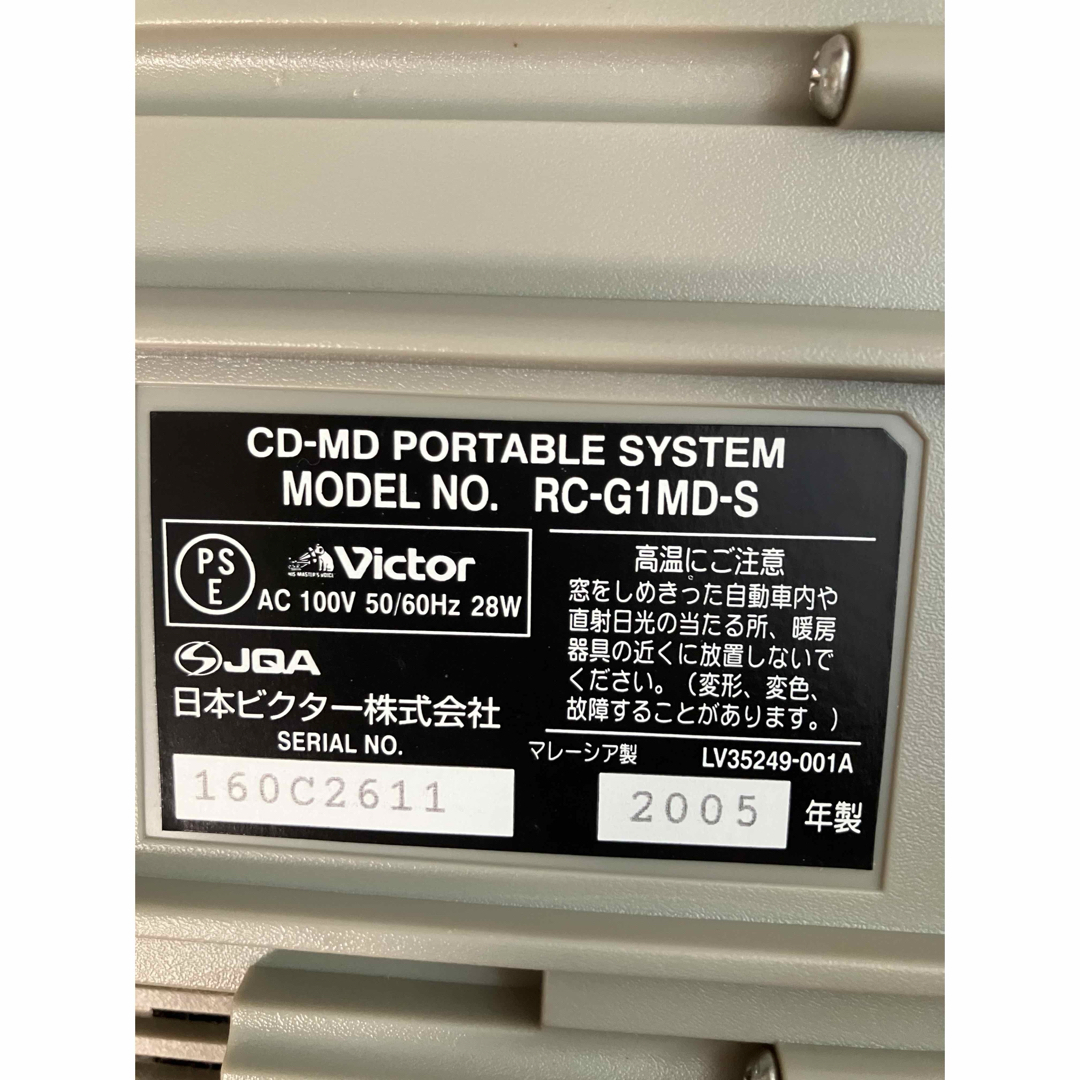 CD-MD PORTABLE SYSTEM
MODEL NO. RC-G1MD-S
PS
E
HIS MASTER'S VOICE
Victor
AC 100V 50/60Hz 28W
JQA
日本ビクター株式会社
SERIAL NO.
160C2611
高温にご注意
窓をしめきった自動車内や
直射日光の当たる所、暖房
器具の近くに放置しないで
ください。（変形、変色、
故障することがあります。）
マレーシア製 LV35249-001A
2005 年製